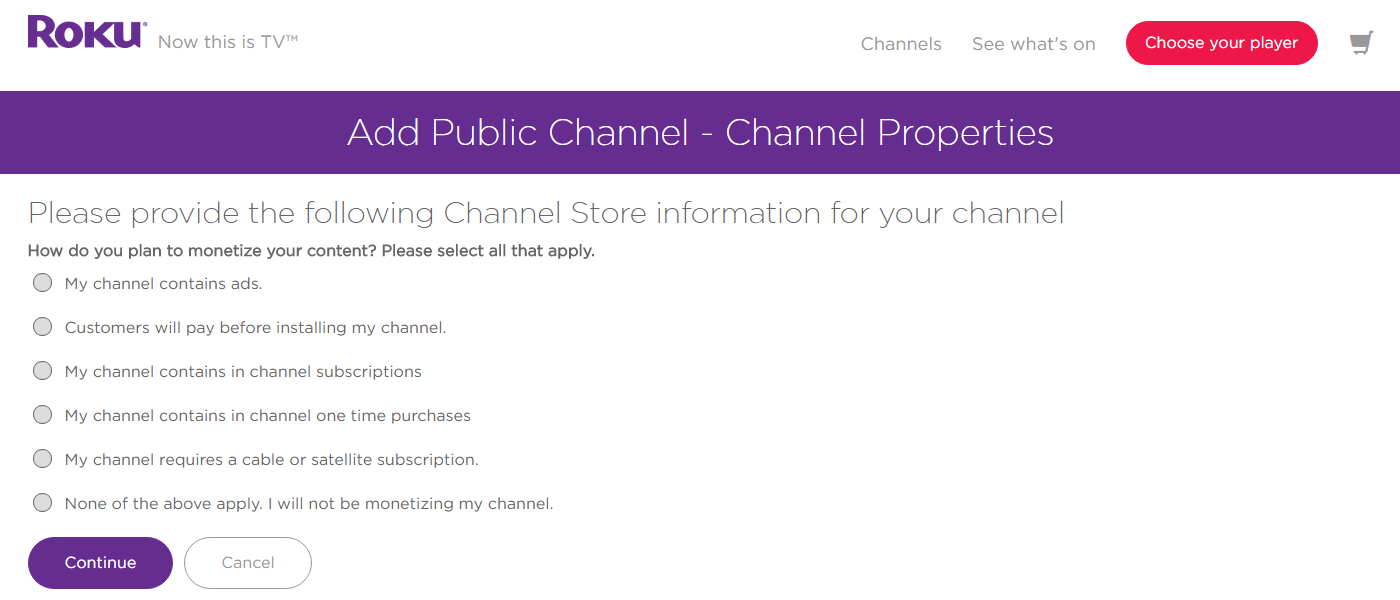 ROKU® Now this is TV™
Channels See what's on Choose your player
Add Public Channel - Channel Properties
Please provide the following Channel Store information for your channel
How do you plan to monetize your content? Please select all that apply.
My channel contains ads.
Customers will pay before installing my channel.
My channel contains in channel subscriptions
My channel contains in channel one time purchases
My channel requires a cable or satellite subscription.
None of the above apply. I will not be monetizing my channel.
Continue Cancel